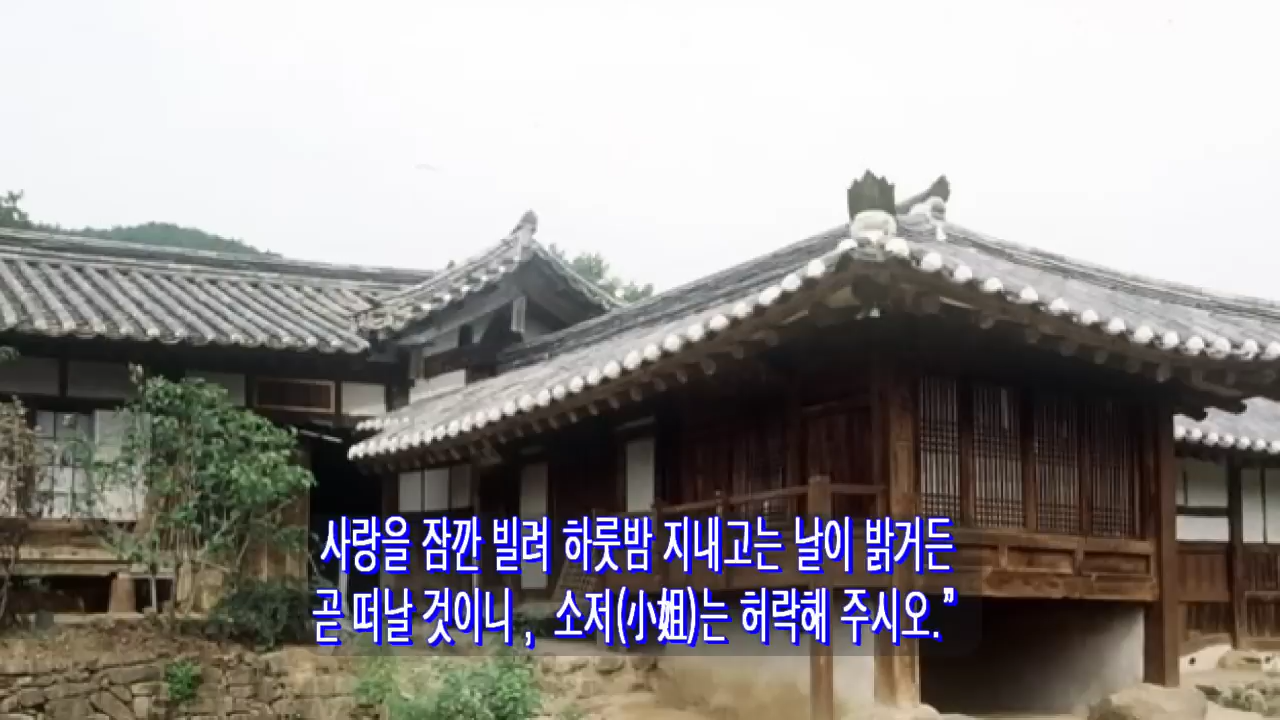 사랑을 잠깐 빌려 하룻밤 지내고는 날이 밝거든
곧 떠날 것이니, 소저(小姐)는 허락해 주시오.”